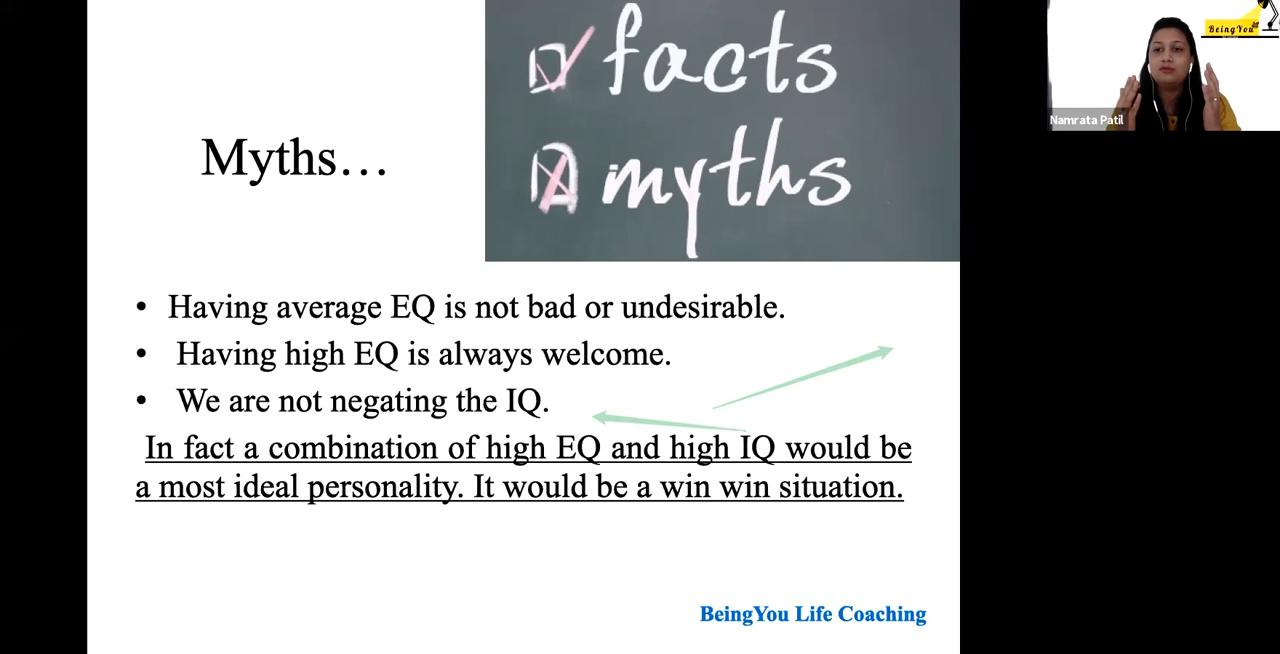 facts
myths
Myths…
• Having average EQ is not bad or undesirable.
• Having high EQ is always welcome.
• We are not negating the IQ.
In fact a combination of high EQ and high IQ would be
a most ideal personality. It would be a win win situation.
BeingYou Life Coaching
BeingYou
Namrata Patil